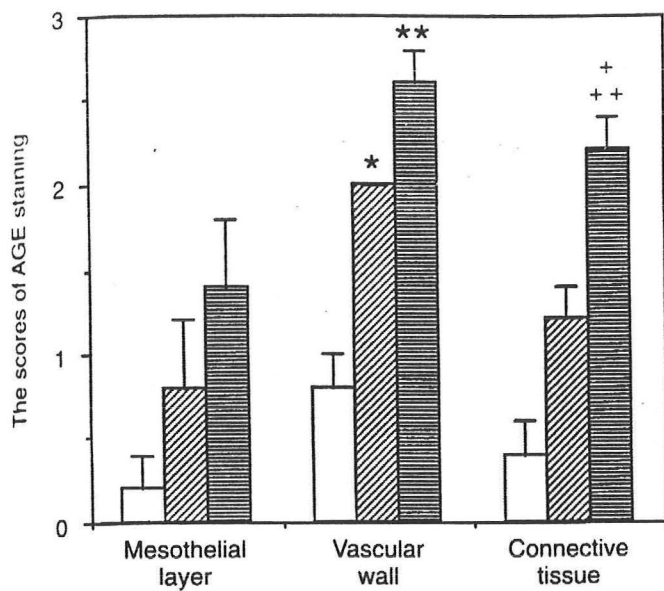 The scores of AGE staining
3
2
1
0
*
**
+
++
Mesothelial
layer
Vascular
wall
Connective
tissue